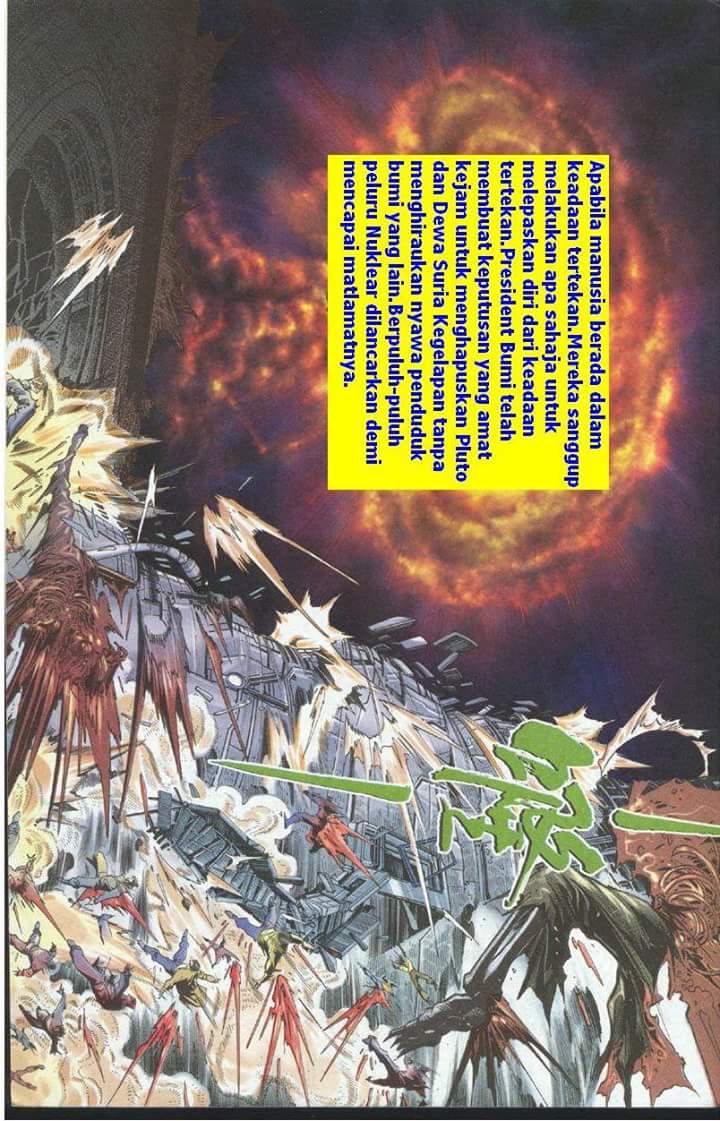 Apabila manusia berada dalam
keadaan tertekan.Mereka sanggup
melakukan apa sahaja untuk
melepaskan diri dari keadaan
tertekan.President Bumi telah
membuat keputusan yang amat
kejam untuk menghapuskan Pluto
dan Dewa Suria Kegelapan tanpa
menghiraukan nyawa penduduk
bumi yang lain.Berpuluh-puluh
peluru Nuklear dilancarkan demi
mencapai matlamatnya.